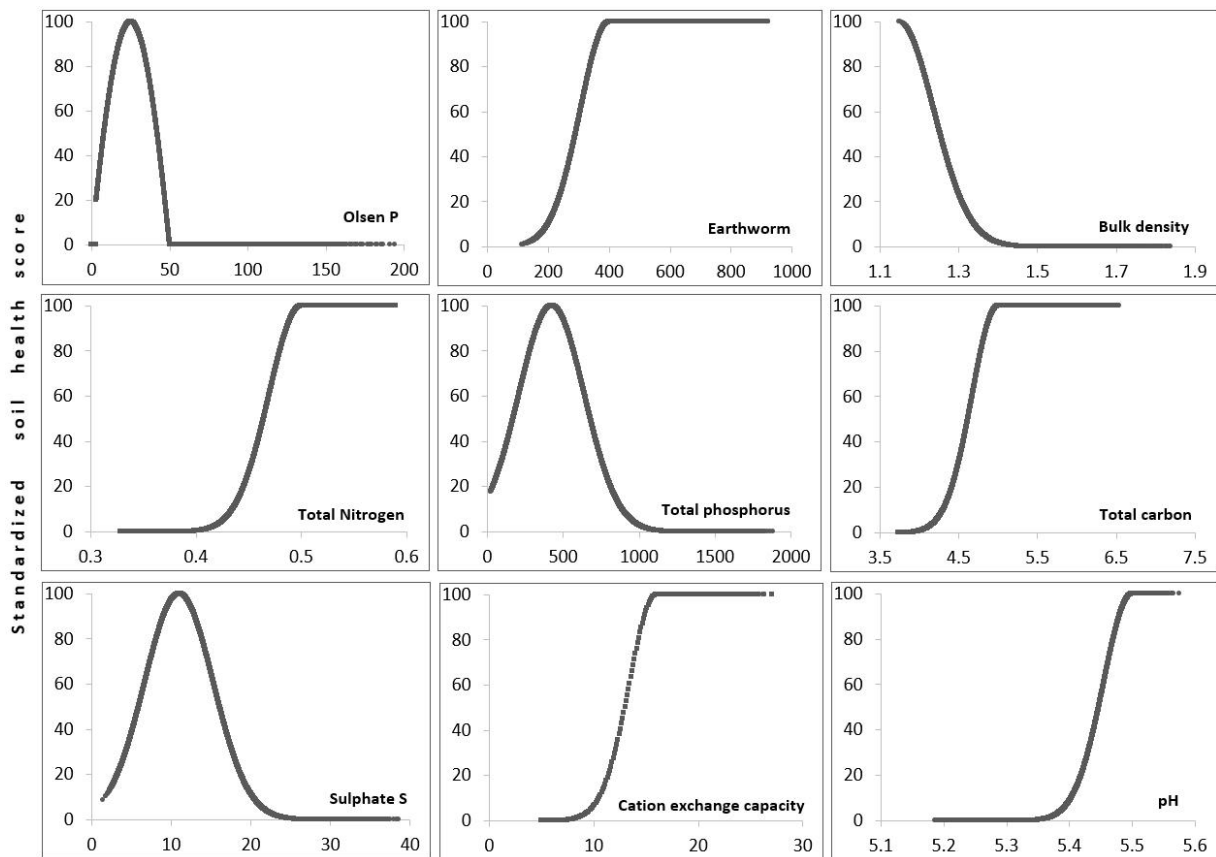 Standardized soil health score
100
80
60
40
20
0
0 50 100 150 200
Olsen P
100
80
60
40
20
0
0 200 400 600 800 1000
Earthworm
100
80
60
40
20
0
1.1 1.3 1.5 1.7 1.9
Bulk density
100
80
60
40
20
0
0.3 0.4 0.5 0.6
Total Nitrogen
100
80
60
40
20
0
0 500 1000 1500 2000
Total phosphorus
100
80
60
40
20
0
3.5 4.5 5.5 6.5 7.5
Total carbon
100
80
60
40
20
0
0 10 20 30 40
Sulphate S
100
80
60
40
20
0
0 10 20 30
Cation exchange capacity
100
80
60
40
20
0
5.1 5.2 5.3 5.4 5.5 5.6
pH